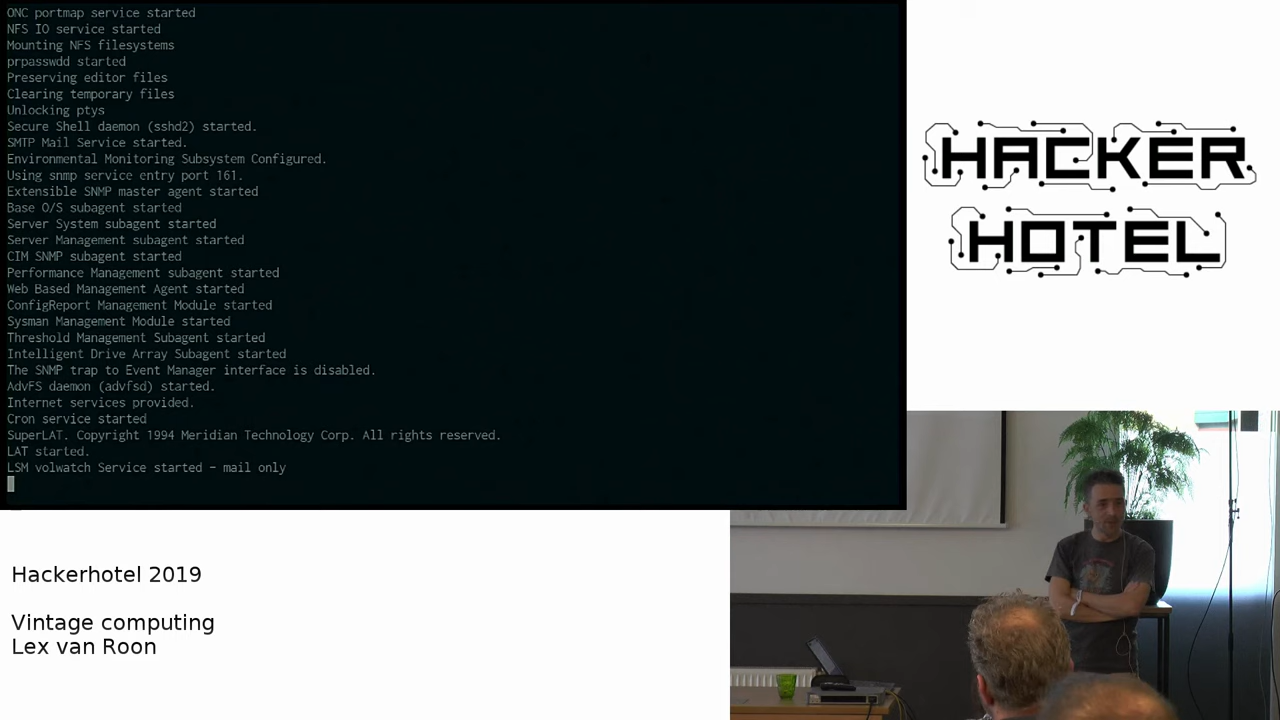 ONC portmap service started
NFS IO service started
Mounting NFS filesystems
prpasswdd started
Preserving editor files
Clearing temporary files
Unlocking ptys
Secure Shell daemon (sshd2) started.
SMTP Mail Service started.
Environmental Monitoring Subsystem Configured.
Using snmp service entry port 161.
Extensible SNMP master agent started
Base O/S subagent started
Server System subagent started
Server Management subagent started
CIM SNMP subagent started
Performance Management subagent started
Web Based Management Agent started
ConfigReport Management Module started
Sysman Management Module started
Threshold Management Subagent started
Intelligent Drive Array Subagent started
The SNMP trap to Event Manager interface is disabled.
AdvFS daemon (advfsd) started.
Internet services provided.
Cron service started
SuperLAT. Copyright 1994 Meridian Technology Corp. All rights reserved.
LAT started.
LSM volwatch Service started - mail only
HACKER
HOTEL
Hackerhotel 2019
Vintage computing
Lex van Roon